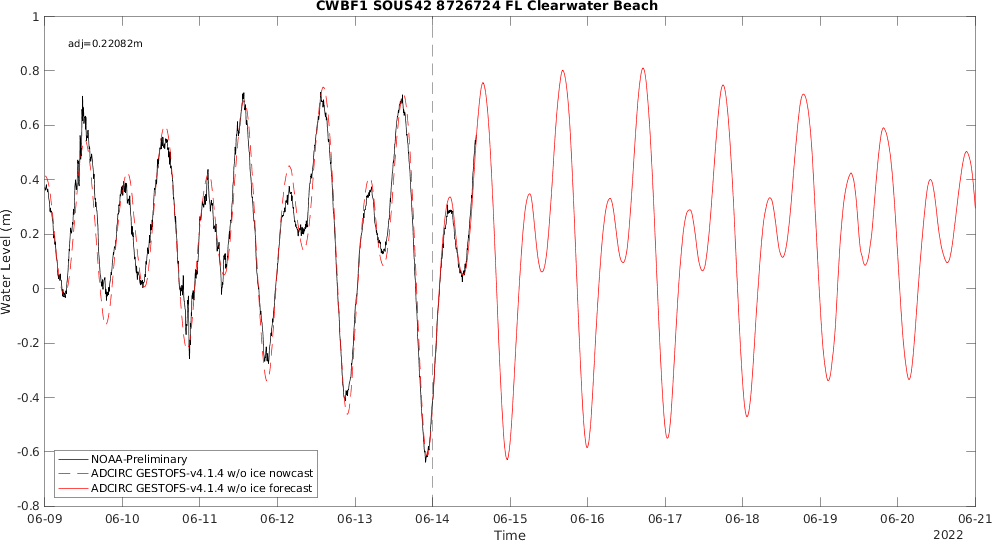 CWBF1 SOUS42 8726724 FL Clearwater Beach
adj=0.22082m
1
0.8
0.6
0.4
0.2
0
-0.2
-0.4
-0.6
-0.8
Water Level (m)
NOAA-Preliminary
ADCIRC GESTOFS-v4.1.4 w/o ice nowcast
ADCIRC GESTOFS-v4.1.4 w/o ice forecast
06-09 06-10 06-11 06-12 06-13 06-14 06-15 06-16 06-17 06-18 06-19 06-20 06-21
Time
2022